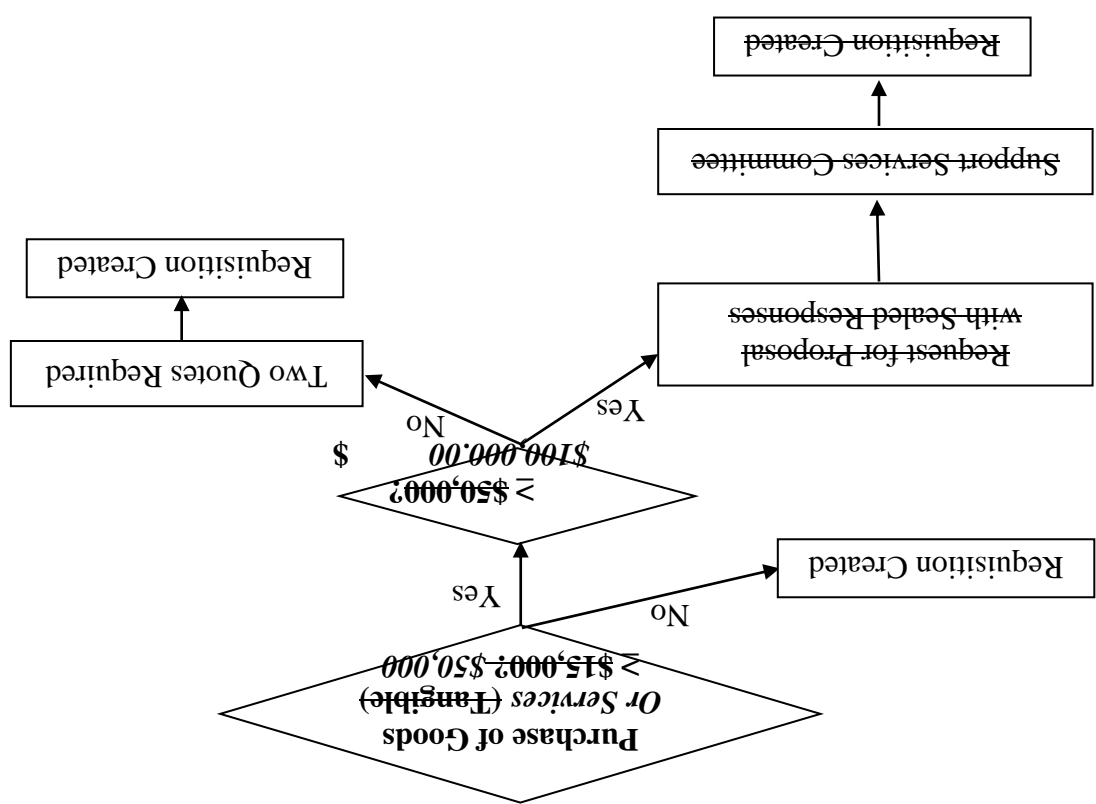 Purchase of Goods
Or Services (Tangible)
≥ $15,000? $50,000
No
Yes
Requisition Created
≥ $50,000?
$100.000.00 $
Yes
No
Request for Proposal
with Sealed Responses
Two Quotes Required
Requisition Created
Support Services Committee
Requisition Created